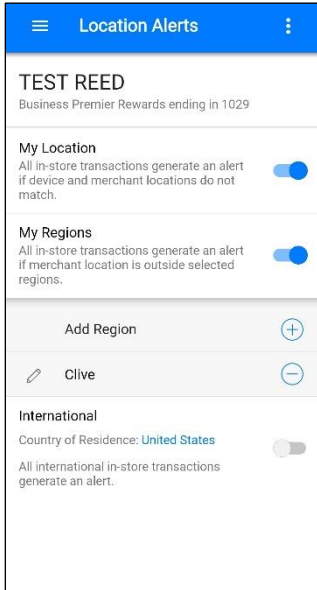 Location Alerts
TEST REED
Business Premier Rewards ending in 1029
My Location
All in-store transactions generate an alert
if device and merchant locations do not
match.
My Regions
All in-store transactions generate an alert
if merchant location is outside selected
regions.
Add Region
Clive
International
Country of Residence: United States
All international in-store transactions
generate an alert.